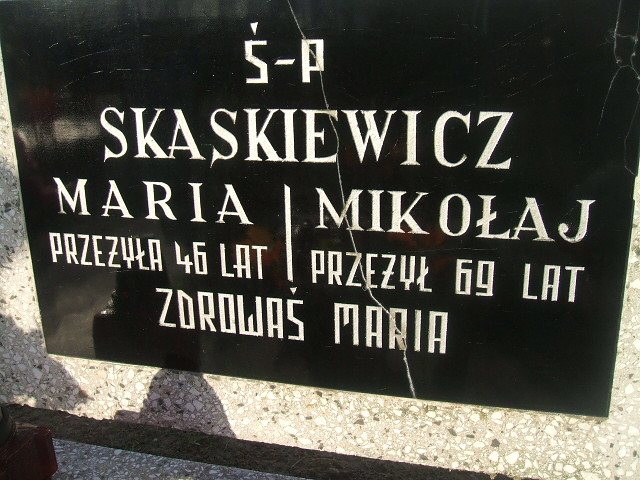 Ś-P
SKASKIEWICZ
MARIA | MIKOŁAJ
PRZEŻYŁA 46 LAT | PRZEŻYŁ 69 LAT
ZDROWAŚ MARIA